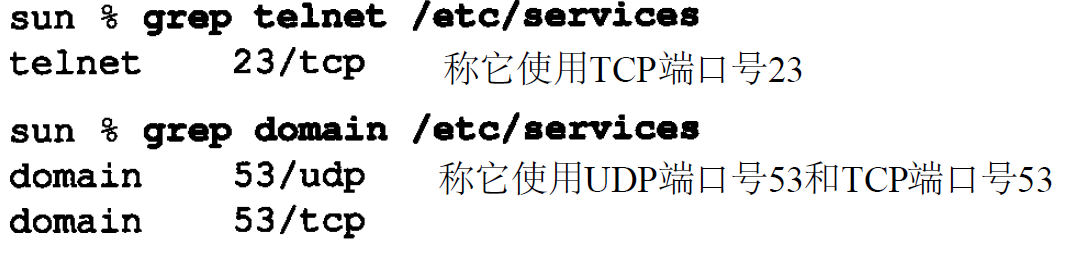 sun % grep telnet /etc/services
telnet 23/tcp 称它使用TCP端口号23
sun % grep domain /etc/services
domain 53/udp 称它使用UDP端口号53和TCP端口号53
domain 53/tcp